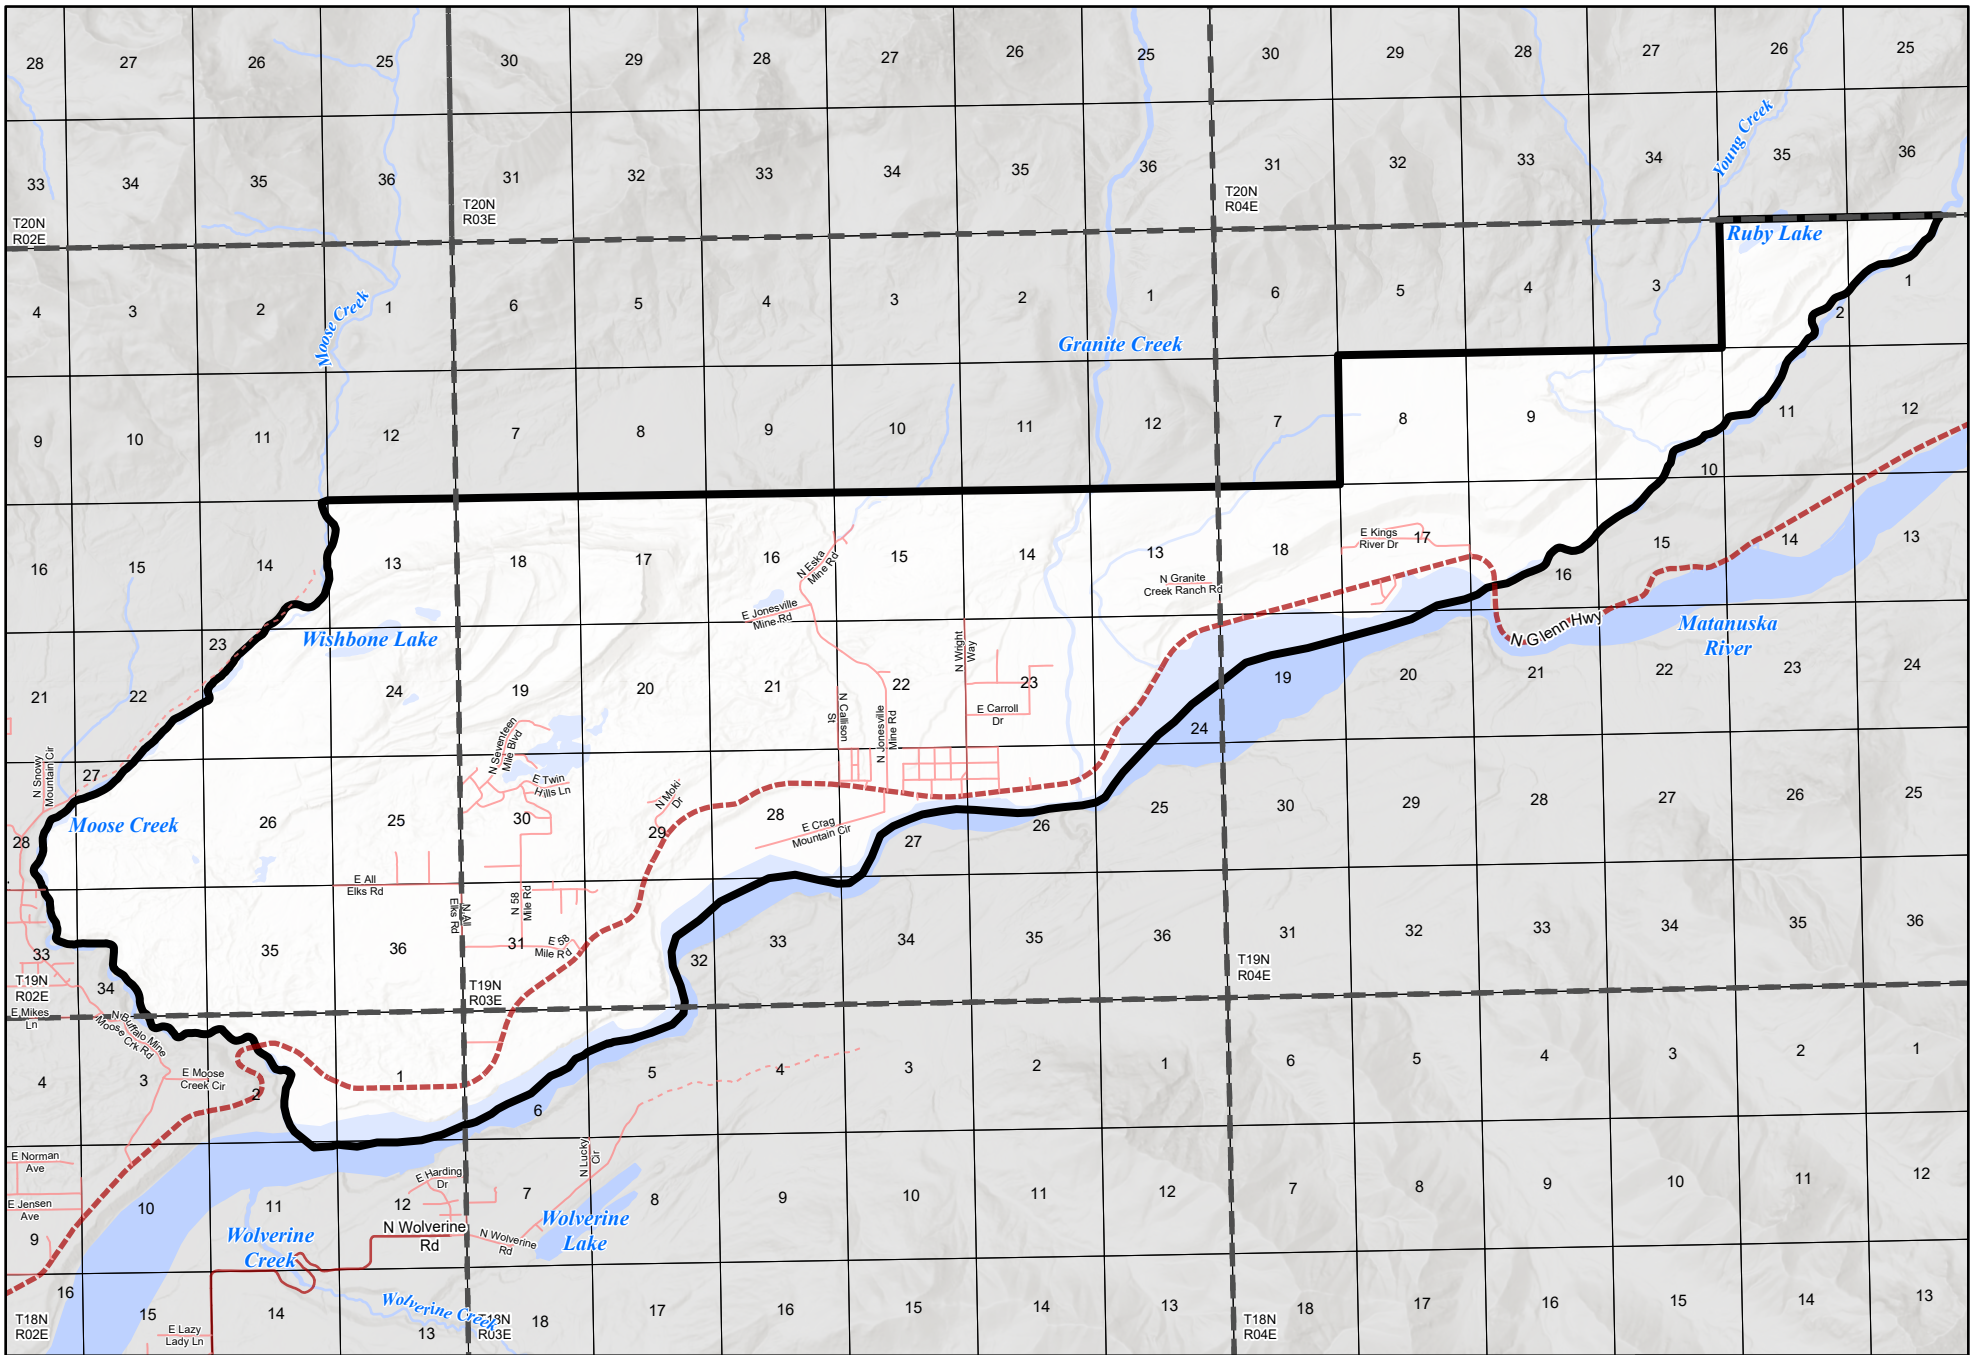 28 27 26 25 30 29 28 27 26 25 30 29 28 27 26 25
Young Creek
33 34 35 36 31 32 33 34 35 36 31 32 33 34 35 36
T20N
R02E
T20N
R03E
T20N
R04E
Ruby Lake
4 3 2 1 6 5 4 3 2 1 6 5 4 3 2 1
Moose Creek
Granite Creek
9 10 11 12 7 8 9 10 11 12 7 8 9 10 11 12
16 15 14 13 18 17 16 15 14 13 18 17 16 15 14 13
N Eska
Mine Rd
E Jonesville
Mine Rd
N Granite
Creek Ranch Rd
E Kings
River Dr
N Glenn Hwy
Matanuska
River
Wishbone Lake
21 22 23 24 19 20 21 22 23 24 19 20 21 22 23 24
N Wright
Way
E Carroll
Dr
N Callison
St
N Jonesville
Mine Rd
N Seventeen
Mile Blvd
E Twin
Hills Ln
N Moki
Dr
N Snowy
Mountain Cir
Moose Creek
28 27 26 25 30 29 28 27 26 25 30 29 28 27 26 25
E Crag
Mountain Cir
E All
Elks Rd
N All
Elks Rd
N 58
Mile Rd
E 58
Mile Rd
33 34 35 36 31 32 33 34 35 36 31 32 33 34 35 36
T19N
R02E
T19N
R03E
T19N
R04E
E Mikes
Ln
N Buffalo Mine
Moose Crk Rd
E Moose
Creek Cir
4 3 2 1 6 5 4 3 2 1 6 5 4 3 2 1
E Norman
Ave
E Jensen
Ave
E Harding
Dr
N Lucky
Cir
9 10 11 12 7 8 9 10 11 12 7 8 9 10 11 12
Wolverine
Creek
N Wolverine
Rd
N Wolverine
Rd
Wolverine
Lake
Wolverine Creek
16 15 14 13 18 17 16 15 14 13 18 17 16 15 14 13
E Lazy
Lady Ln
T18N
R02E
T18N
R03E
T18N
R04E